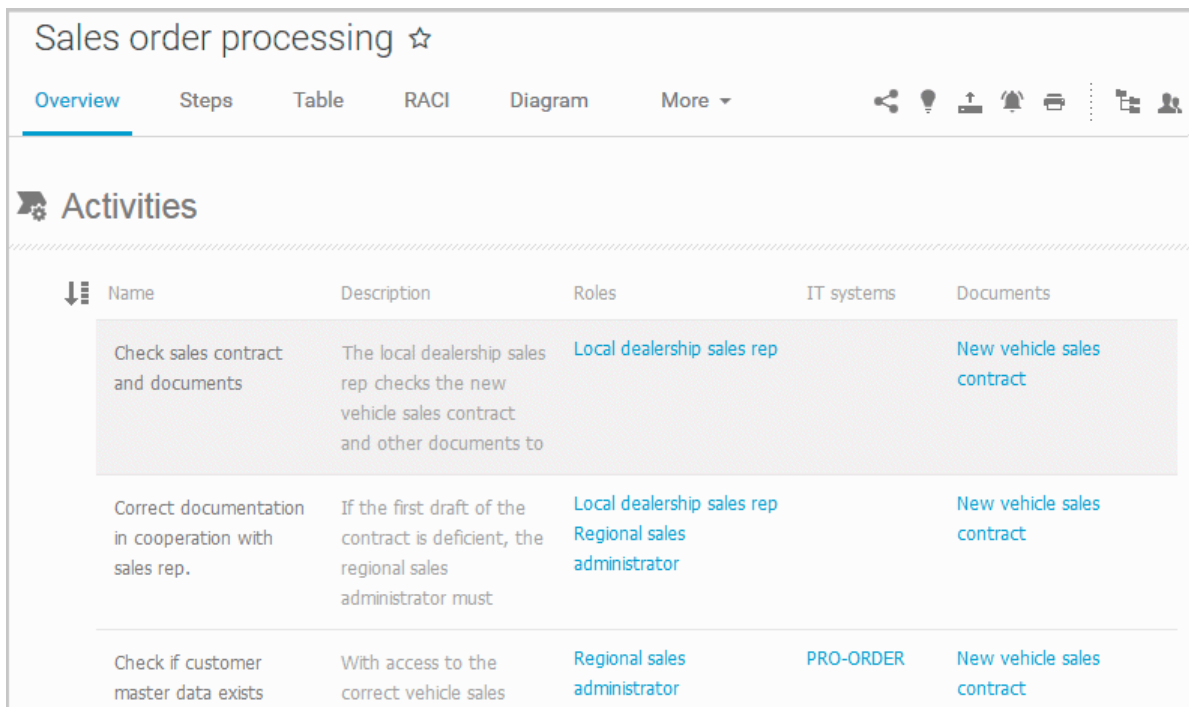 Sales order processing
Overview Steps Table RACI Diagram More
Activities
Name Description Roles IT systems Documents
Check sales contract
and documents
The local dealership sales
rep checks the new
vehicle sales contract
and other documents to
Local dealership sales rep
New vehicle sales
contract
Correct documentation
in cooperation with
sales rep.
If the first draft of the
contract is deficient, the
regional sales
administrator must
Local dealership sales rep
Regional sales
administrator
New vehicle sales
contract
Check if customer
master data exists
With access to the
correct vehicle sales
Regional sales
administrator
PRO-ORDER
New vehicle sales
contract